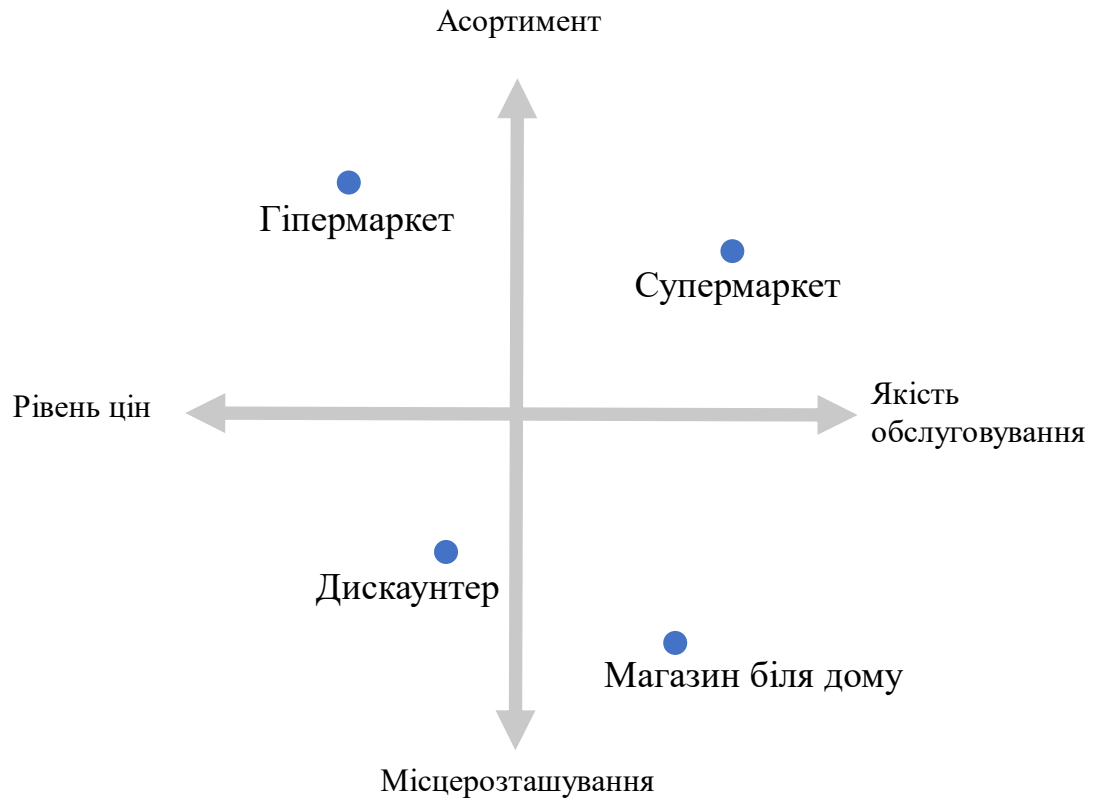 Асортимент
Гіпермаркет
Супермаркет
Рівень цін
Якість
обслуговування
Дискаунтер
Магазин біля дому
Місцерозташування